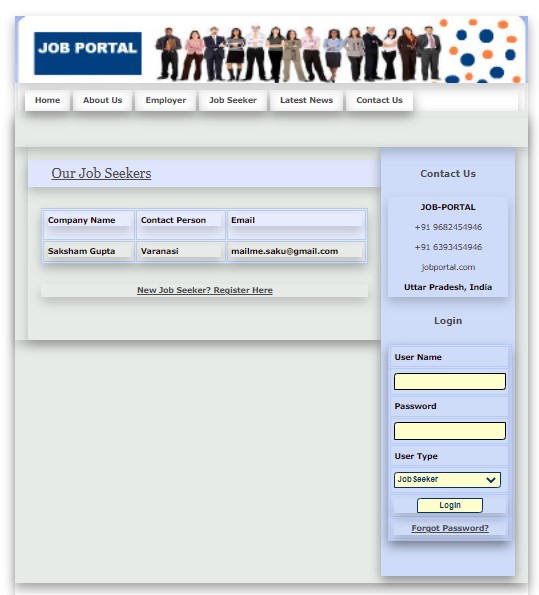 JOB PORTAL
Home About Us Employer Job Seeker Latest News Contact Us
Our Job Seekers
Company Name Contact Person Email
Saksham Gupta Varanasi mailme.saku@gmail.com
New Job Seeker? Register Here
Contact Us
JOB-PORTAL
+91 9682454946
+91 6393454946
jobportal.com
Uttar Pradesh, India
Login
User Name
Password
User Type
Job Seeker
Login
Forgot Password?